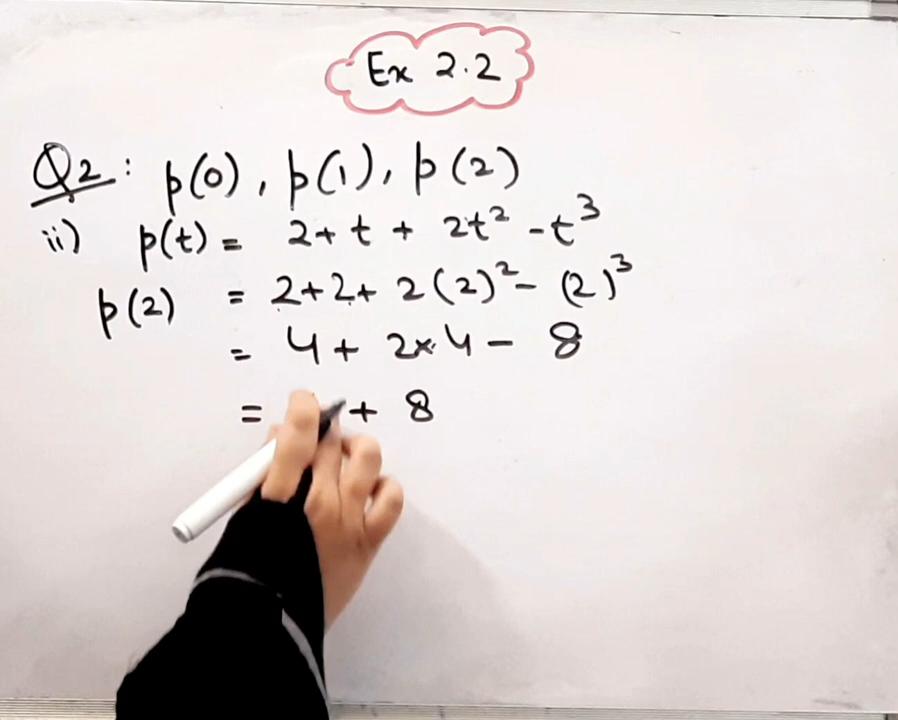 Ex 2.2
Q2: p(0), p(1), p(2)
ii) p(t) = 2+ t + 2t² - t³
p(2) = 2+2+ 2(2)² - (2)³
= 4 + 2×4 - 8
= + 8